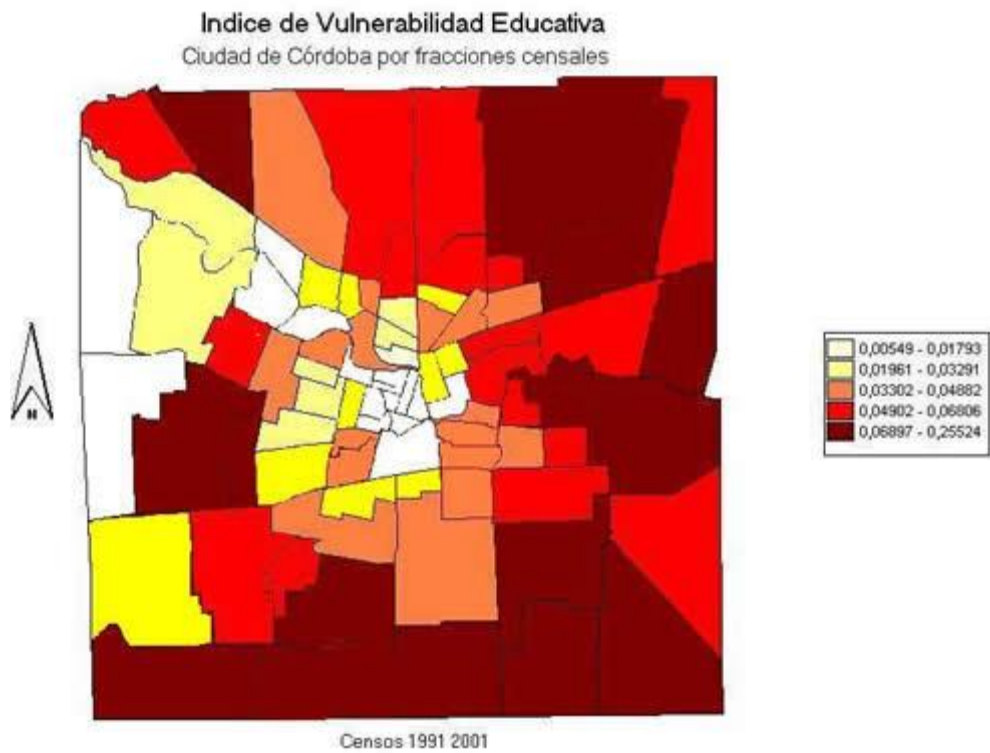 Indice de Vulnerabilidad Educativa
Ciudad de Córdoba por fracciones censales
N
0,00549 - 0,01793
0,01961 - 0,03291
0,03302 - 0,04882
0,04902 - 0,06806
0,06897 - 0,25524
Censos 1991 2001